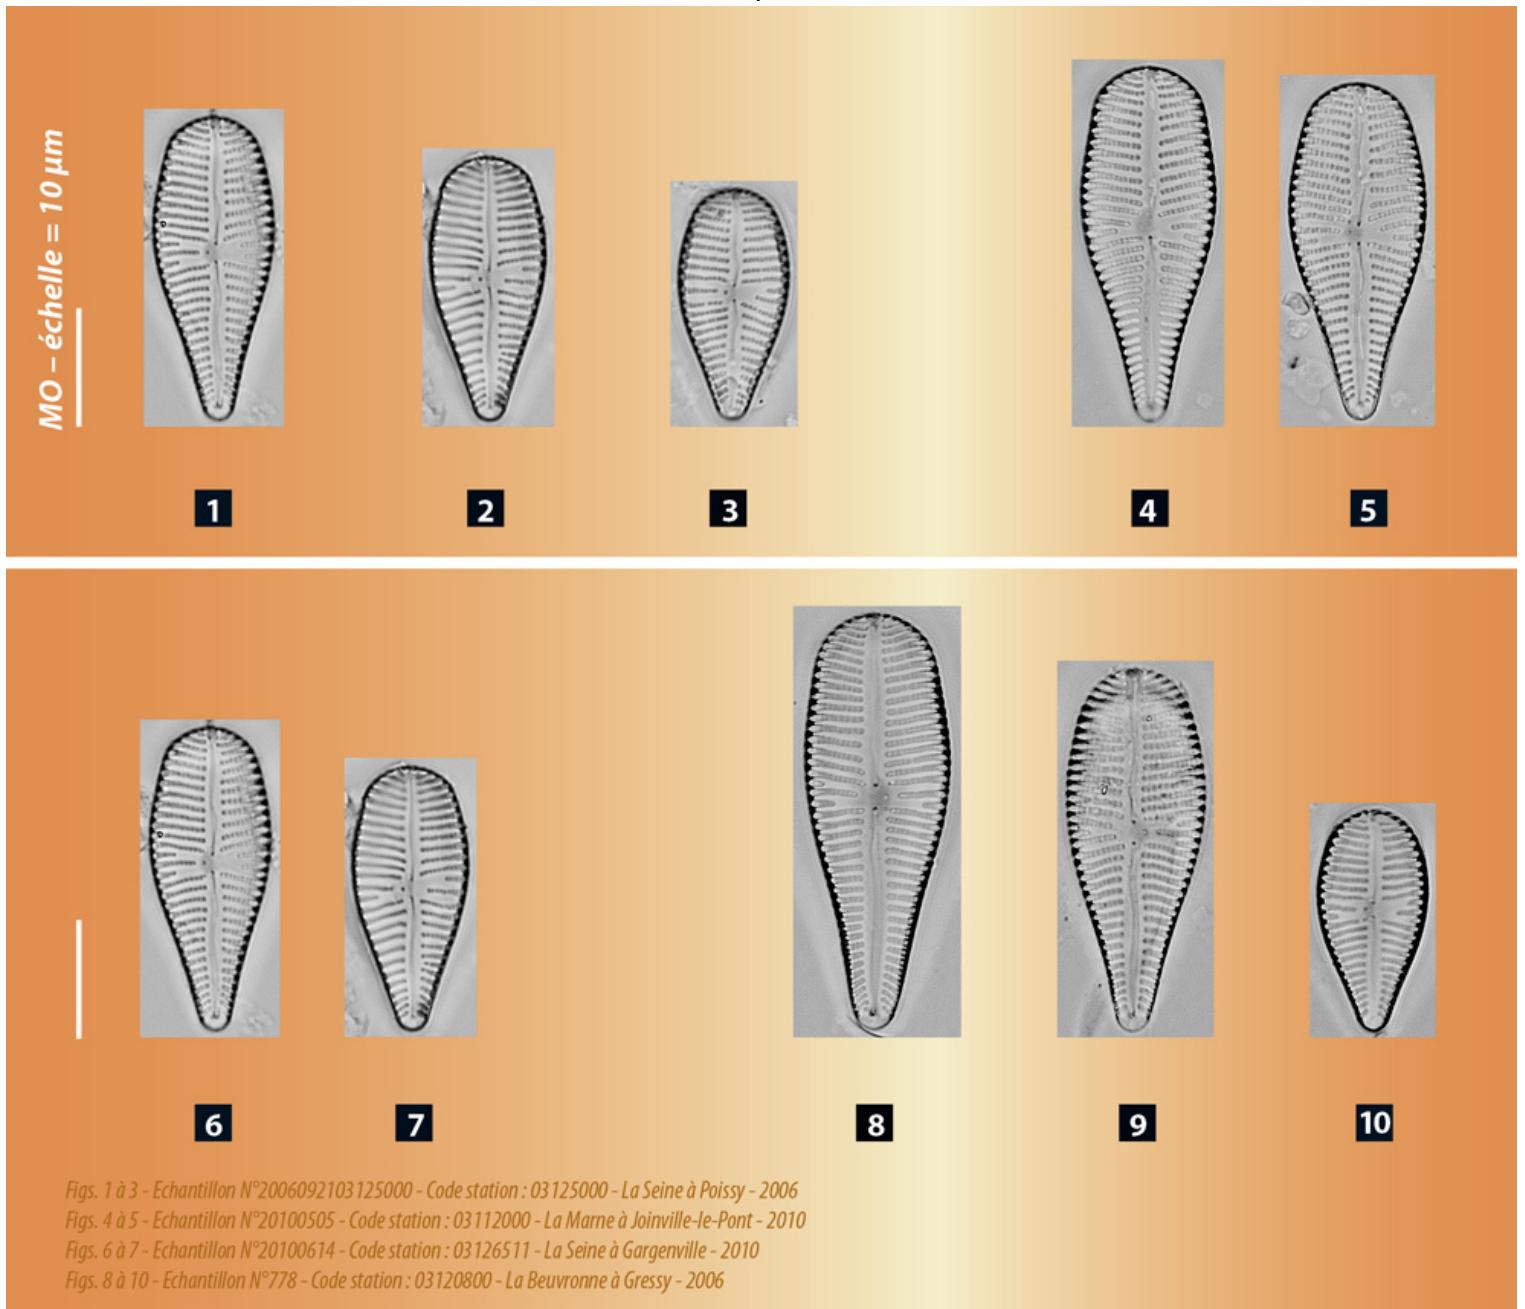 MO – échelle = 10 µm
1
2
3
4
5
6
7
8
9
10
Figs. 1 à 3 - Echantillon N°2006092103125000 - Code station : 03125000 - La Seine à Poissy - 2006
Figs. 4 à 5 - Echantillon N°20100505 - Code station : 03112000 - La Marne à Joinville-le-Pont - 2010
Figs. 6 à 7 - Echantillon N°20100614 - Code station : 03126511 - La Seine à Gargenville - 2010
Figs. 8 à 10 - Echantillon N°778 - Code station : 03120800 - La Beuvronne à Gressy - 2006